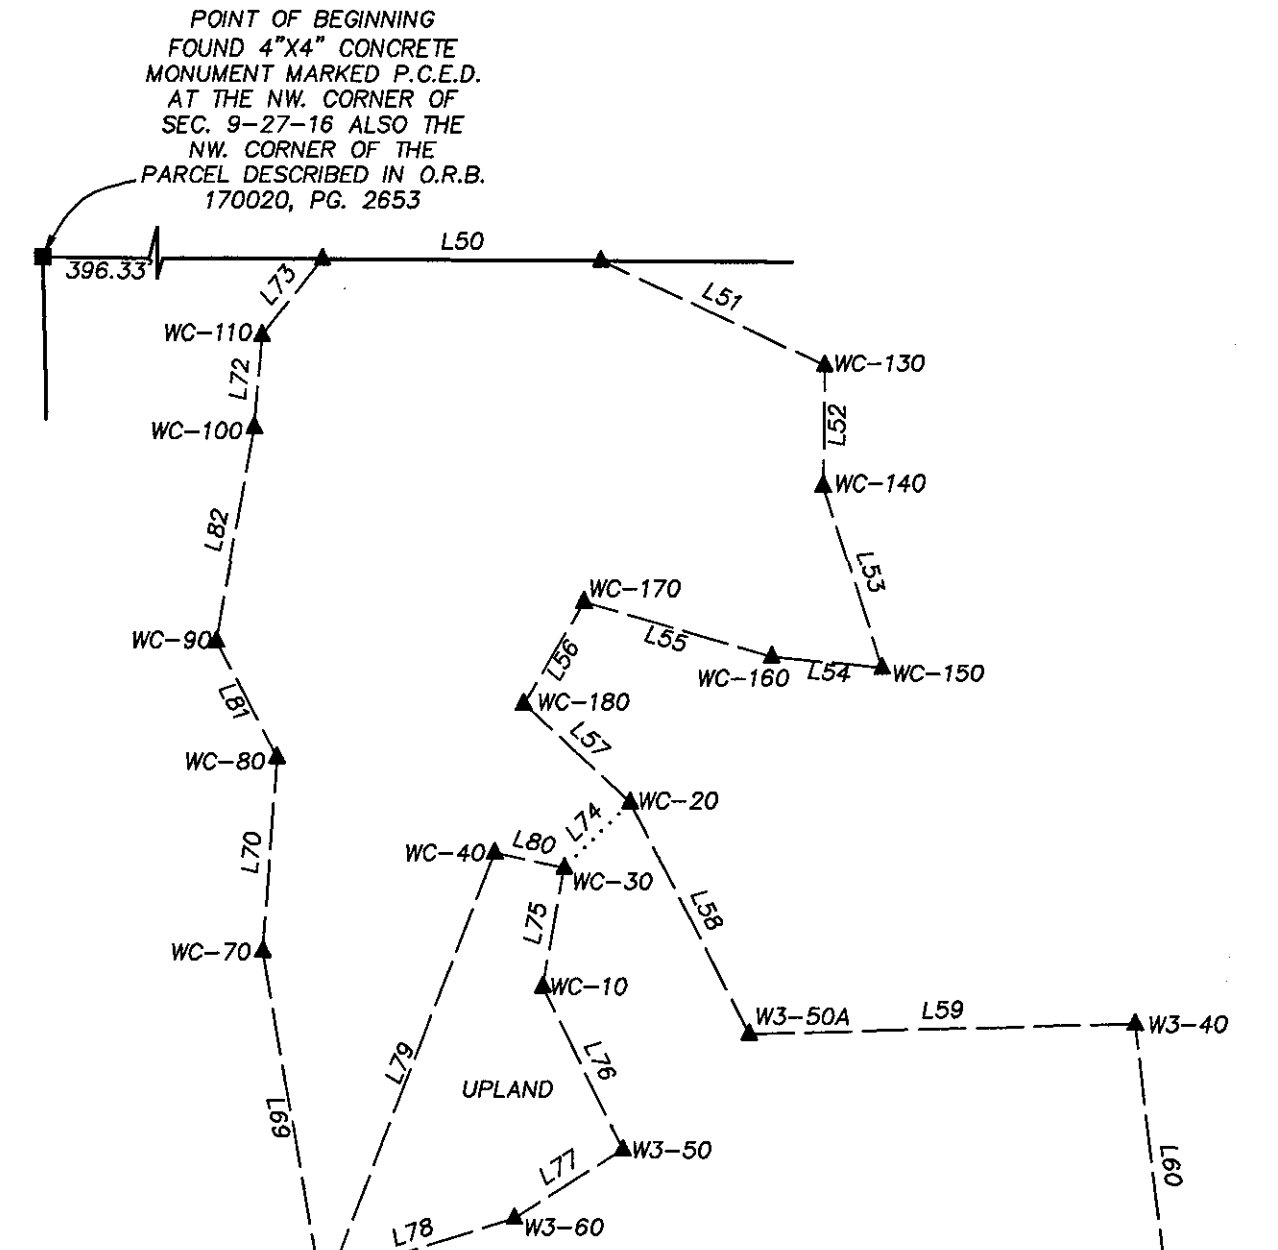 POINT OF BEGINNING
FOUND 4"X4" CONCRETE
MONUMENT MARKED P.C.E.D.
AT THE NW. CORNER OF
SEC. 9-27-16 ALSO THE
NW. CORNER OF THE
PARCEL DESCRIBED IN O.R.B.
170020, PG. 2653
L50
396.33'
L73
L51
WC-110
WC-130
L72
L52
WC-100
WC-140
L82
L53
WC-170
WC-90
L55
L56
WC-160
L54
WC-150
L81
WC-180
L57
WC-80
WC-20
L74
L70
L80
WC-40
WC-30
L58
L75
WC-70
WC-10
W3-50A
L59
W3-40
L79
L76
UPLAND
L69
W3-50
L77
L60
L78
W3-60